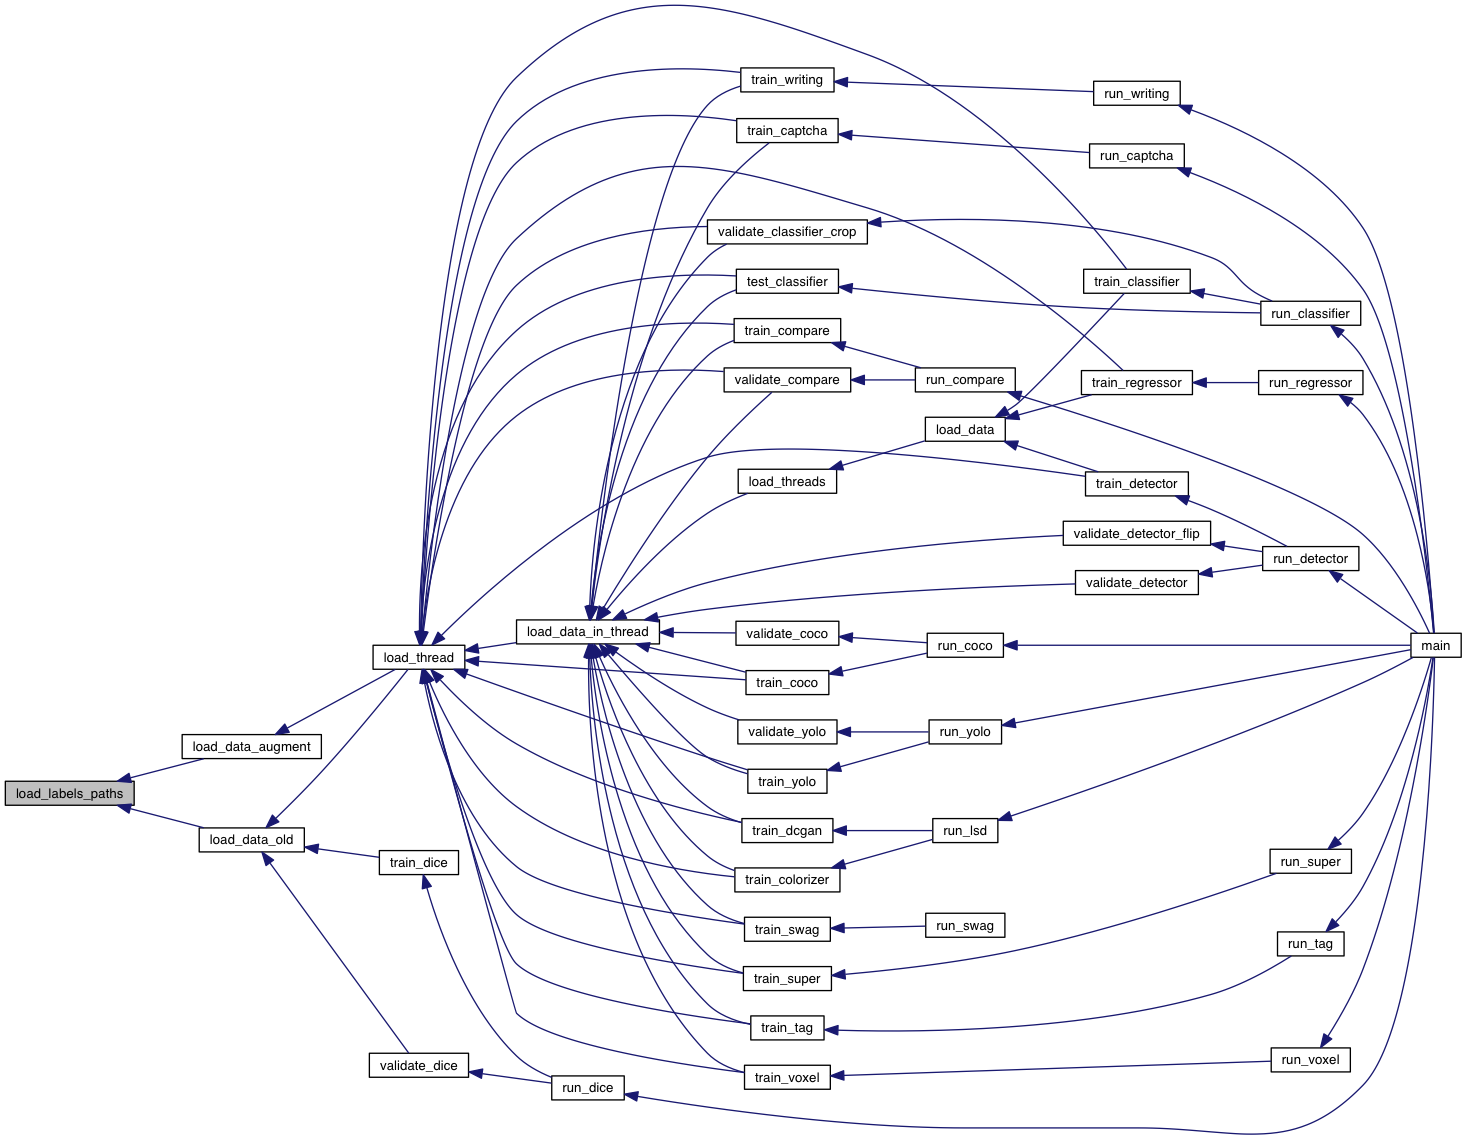 train_writing
run_writing
train_captcha
run_captcha
validate_classifier_crop
test_classifier
train_classifier
run_classifier
train_compare
validate_compare
run_compare
train_regressor
run_regressor
load_data
load_threads
train_detector
validate_detector_flip
run_detector
validate_detector
load_data_in_thread
validate_coco
run_coco
main
load_thread
train_coco
validate_yolo
run_yolo
load_data_augment
train_yolo
load_labels_paths
train_dcgan
run_lsd
load_data_old
train_dice
run_super
train_colorizer
train_swag
run_swag
run_tag
train_super
train_tag
validate_dice
run_voxel
train_voxel
run_dice